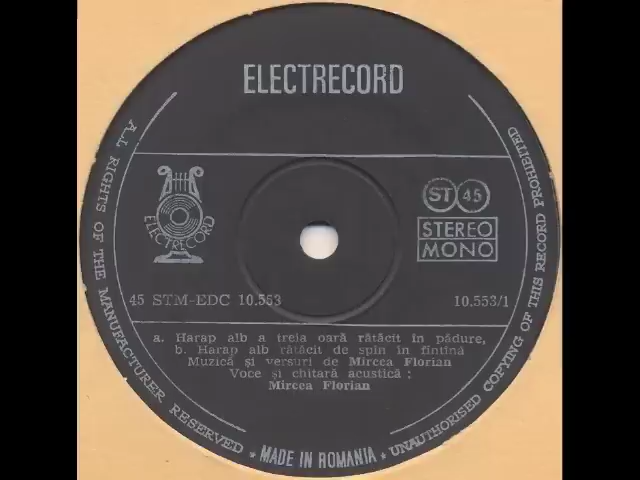 ELECTRECORD
ELECTRECORD
ST 45
STEREO
MONO
45 STM-EDC 10.553
10.553/1
a. Harap alb a treia oară rătăcit în pădure,
b. Harap alb rătăcit de spin în fîntînă
Muzică și versuri de Mircea Florian
Voce și chitară acustică :
Mircea Florian
ALL RIGHTS OF THE MANUFACTURER RESERVED * MADE IN ROMANIA * UNAUTHORISED COPYING OF THIS RECORD PROHIBITED